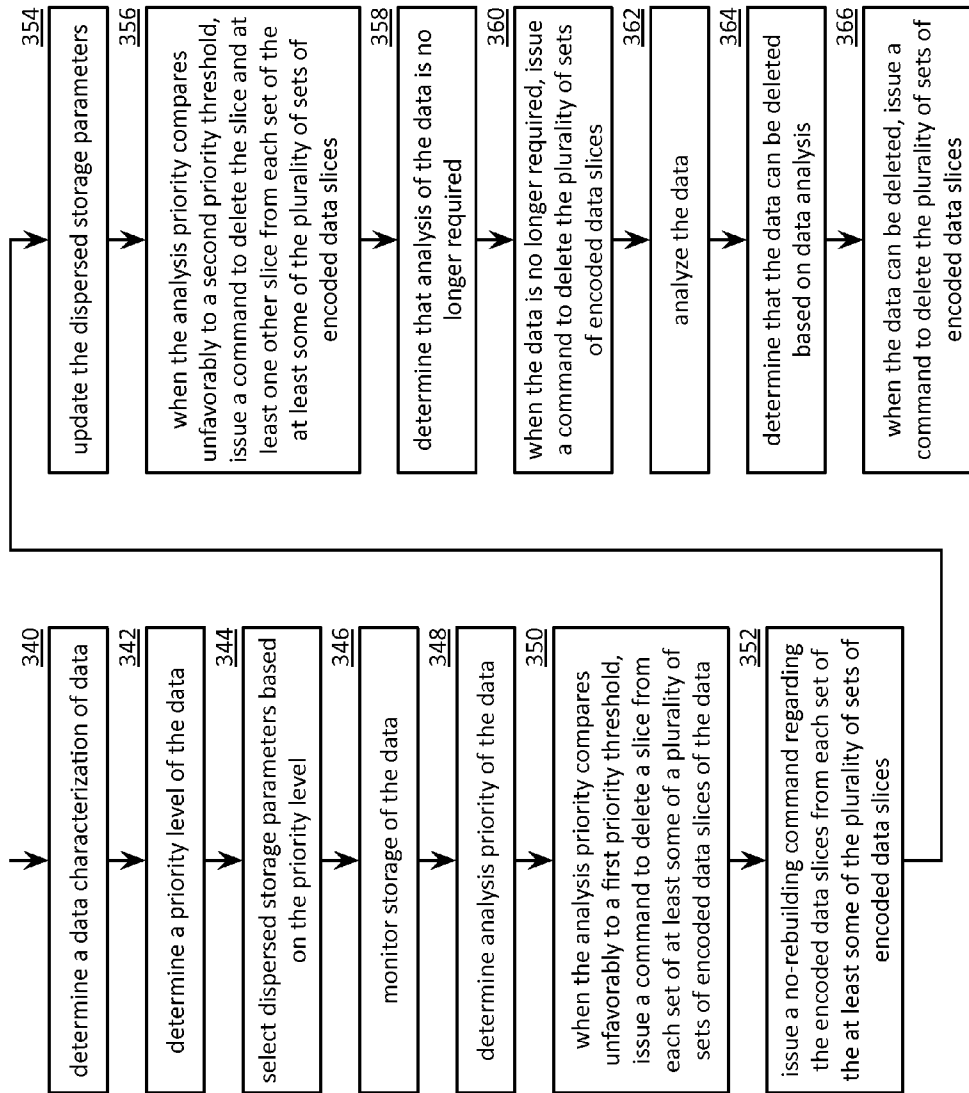 340
determine a data characterization of data
342
determine a priority level of the data
344
select dispersed storage parameters based
on the priority level
346
monitor storage of the data
348
determine analysis priority of the data
350
when the analysis priority compares
unfavorably to a first priority threshold,
issue a command to delete a slice from
each set of at least some of a plurality of
sets of encoded data slices of the data
352
issue a no-rebuilding command regarding
the encoded data slices from each set of
the at least some of the plurality of sets of
encoded data slices
354
update the dispersed storage parameters
356
when the analysis priority compares
unfavorably to a second priority threshold,
issue a command to delete the slice and at
least one other slice from each set of the
at least some of the plurality of sets of
encoded data slices
358
determine that analysis of the data is no
longer required
360
when the data is no longer required, issue
a command to delete the plurality of sets
of encoded data slices
362
analyze the data
364
determine that the data can be deleted
based on data analysis
366
when the data can be deleted, issue a
command to delete the plurality of sets of
encoded data slices